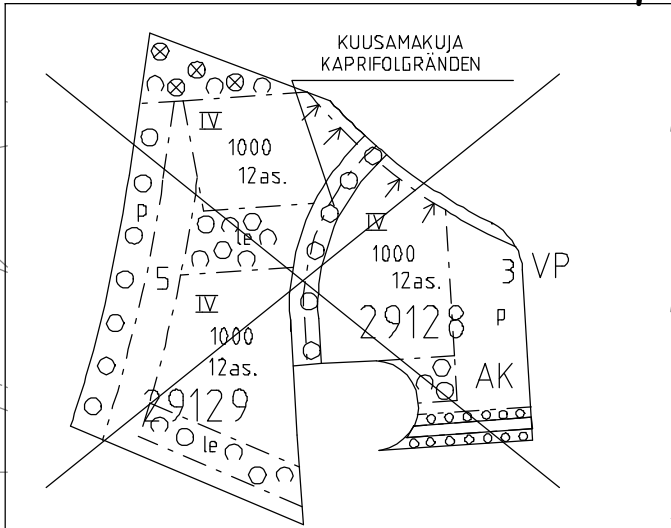 KUUSAMAKUJA
KAPRIFOLGRÄNDEN
IV
1000
12as.
p
le
IV
1000
12as.
5
3
VP
IV
1000
12as.
29128
p
AK
29129
le